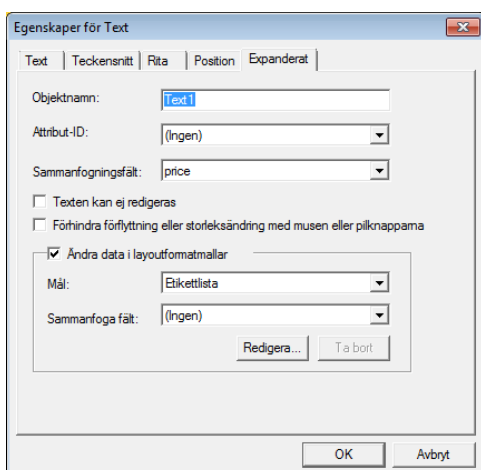 Egenskaper för Text
Text Teckensnitt Rita Position Expanderat
Objektnamn: Text1
Attribut-ID: (Ingen)
Sammanfogningsfält: price
Texten kan ej redigeras
Förhindra förflyttning eller storleksändring med musen eller pilknapparna
Ändra data i layoutformatmallar
Mål: Etikettlista
Sammanfoga fält: (Ingen)
Redigera... Ta bort
OK Avbryt